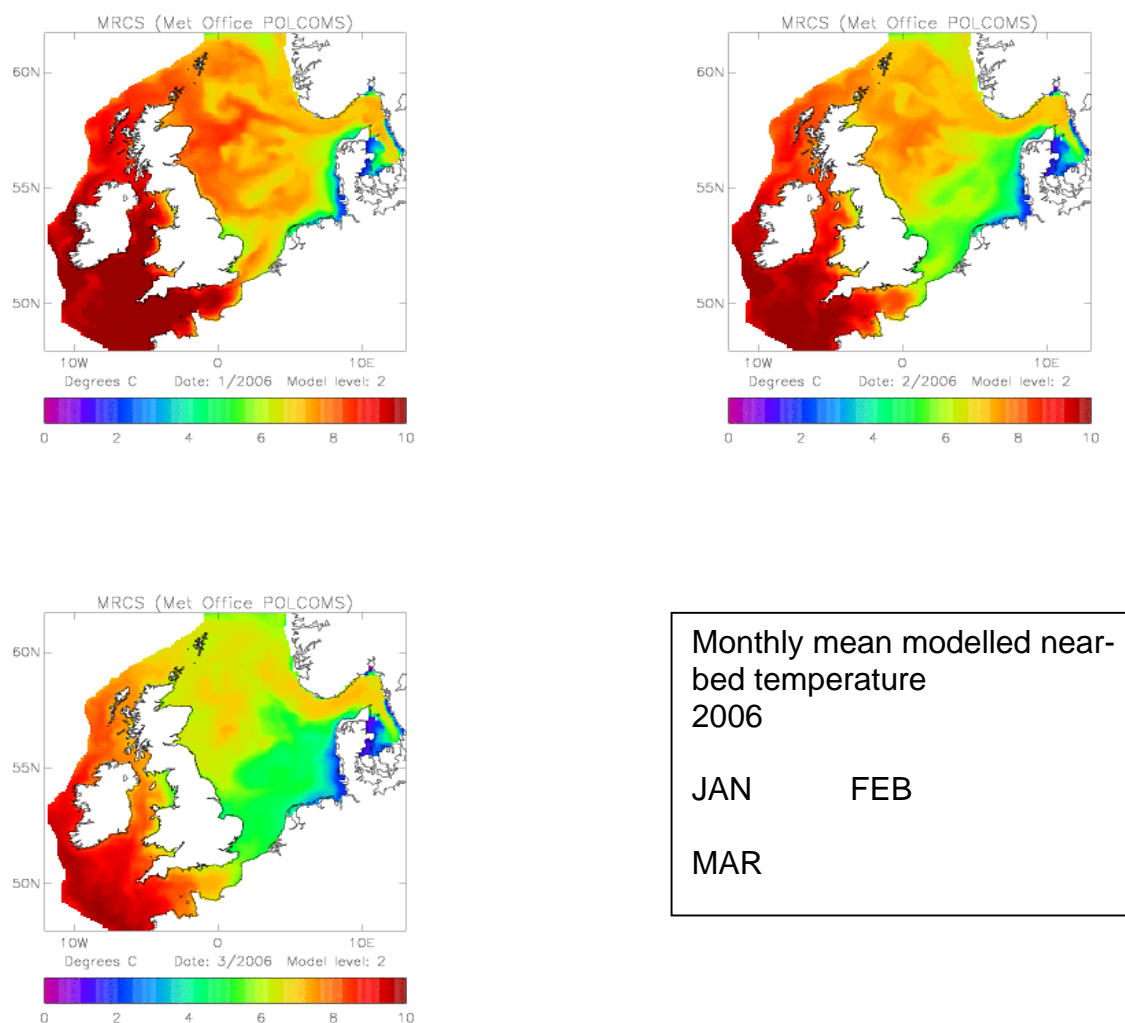 MRCS (Met Office POLCOMS)
60N
55N
50N
10W 0 10E
Degrees C Date: 1/2006 Model level: 2
0 2 4 6 8 10
MRCS (Met Office POLCOMS)
60N
55N
50N
10W 0 10E
Degrees C Date: 2/2006 Model level: 2
0 2 4 6 8 10
MRCS (Met Office POLCOMS)
60N
55N
50N
10W 0 10E
Degrees C Date: 3/2006 Model level: 2
0 2 4 6 8 10
Monthly mean modelled near-
bed temperature
2006
JAN FEB
MAR